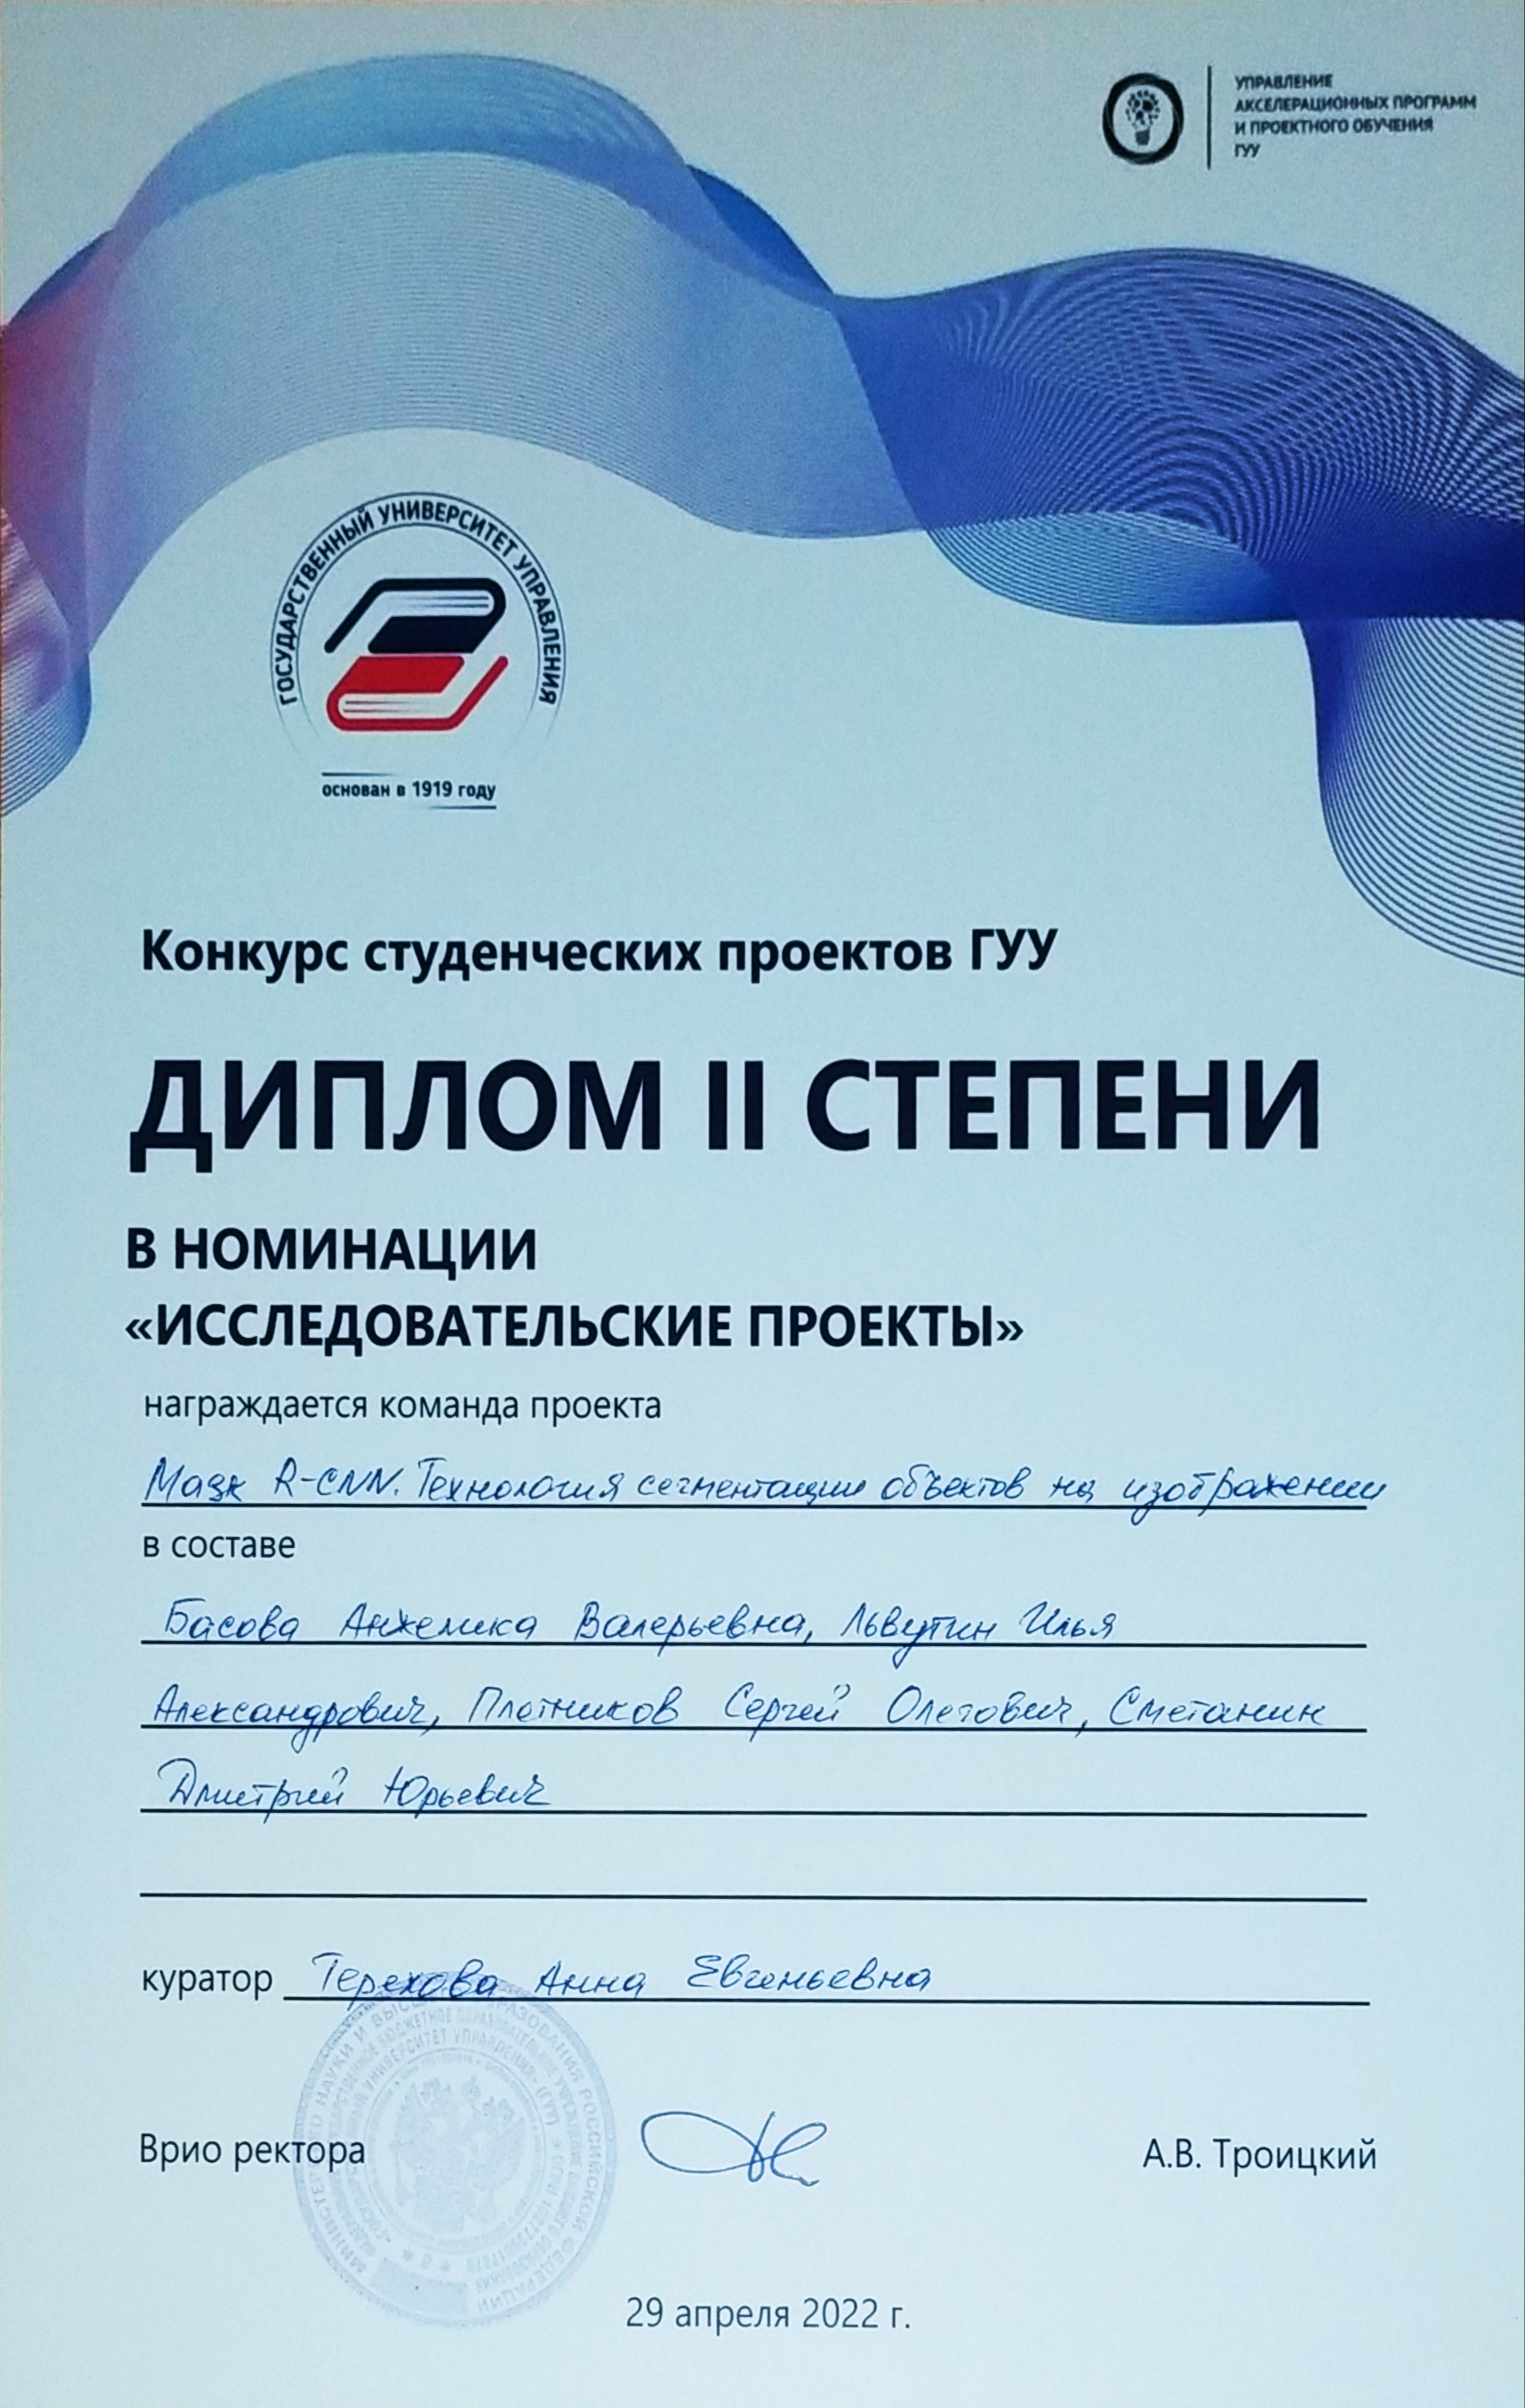 УПРАВЛЕНИЕ
АКСЕЛЕРАЦИОННЫХ ПРОГРАММ
И ПРОЕКТНОГО ОБУЧЕНИЯ
ГУУ
ГОСУДАРСТВЕННЫЙ УНИВЕРСИТЕТ УПРАВЛЕНИЯ
основан в 1919 году
Конкурс студенческих проектов ГУУ
ДИПЛОМ II СТЕПЕНИ
В НОМИНАЦИИ
«ИССЛЕДОВАТЕЛЬСКИЕ ПРОЕКТЫ»
награждается команда проекта
Маск R-CNN. Технология сегментации объектов на изображении
в составе
Басова Анжелика Валерьевна, Львутин Илья
Александрович, Плотников Сергей Олегович, Сметанин
Дмитрий Юрьевич
куратор Терехова Анна Евгеньевна
Врио ректора
А.В. Троицкий
29 апреля 2022 г.